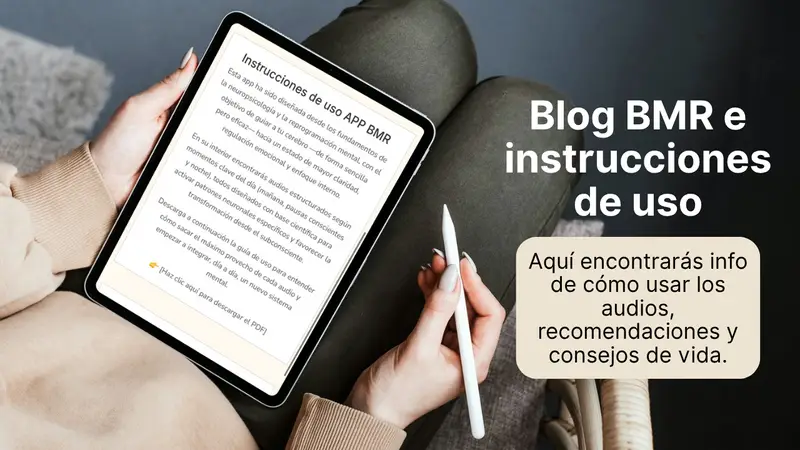 Instrucciones de uso APP BMR
Esta app ha sido diseñada desde los fundamentos de
la neuropsicología y la reprogramación mental, con el
objetivo de guiar a tu cerebro —de forma sencilla
pero eficaz— hacia un estado de mayor claridad,
regulación emocional y enfoque interno.
En su interior encontrarás audios estructurados según
momentos clave del día (mañana, pausas conscientes
y noche), todos diseñados con base científica para
activar patrones neuronales específicos y favorecer la
transformación desde el subconsciente.
Descarga a continuación la guía de uso para entender
cómo sacar el máximo provecho de cada audio y
empezar a integrar, día a día, un nuevo sistema
mental.
👉 [Haz clic aquí para descargar el PDF]
Blog BMR e
instrucciones
de uso
Aquí encontrarás info
de cómo usar los
audios,
recomendaciones y
consejos de vida.